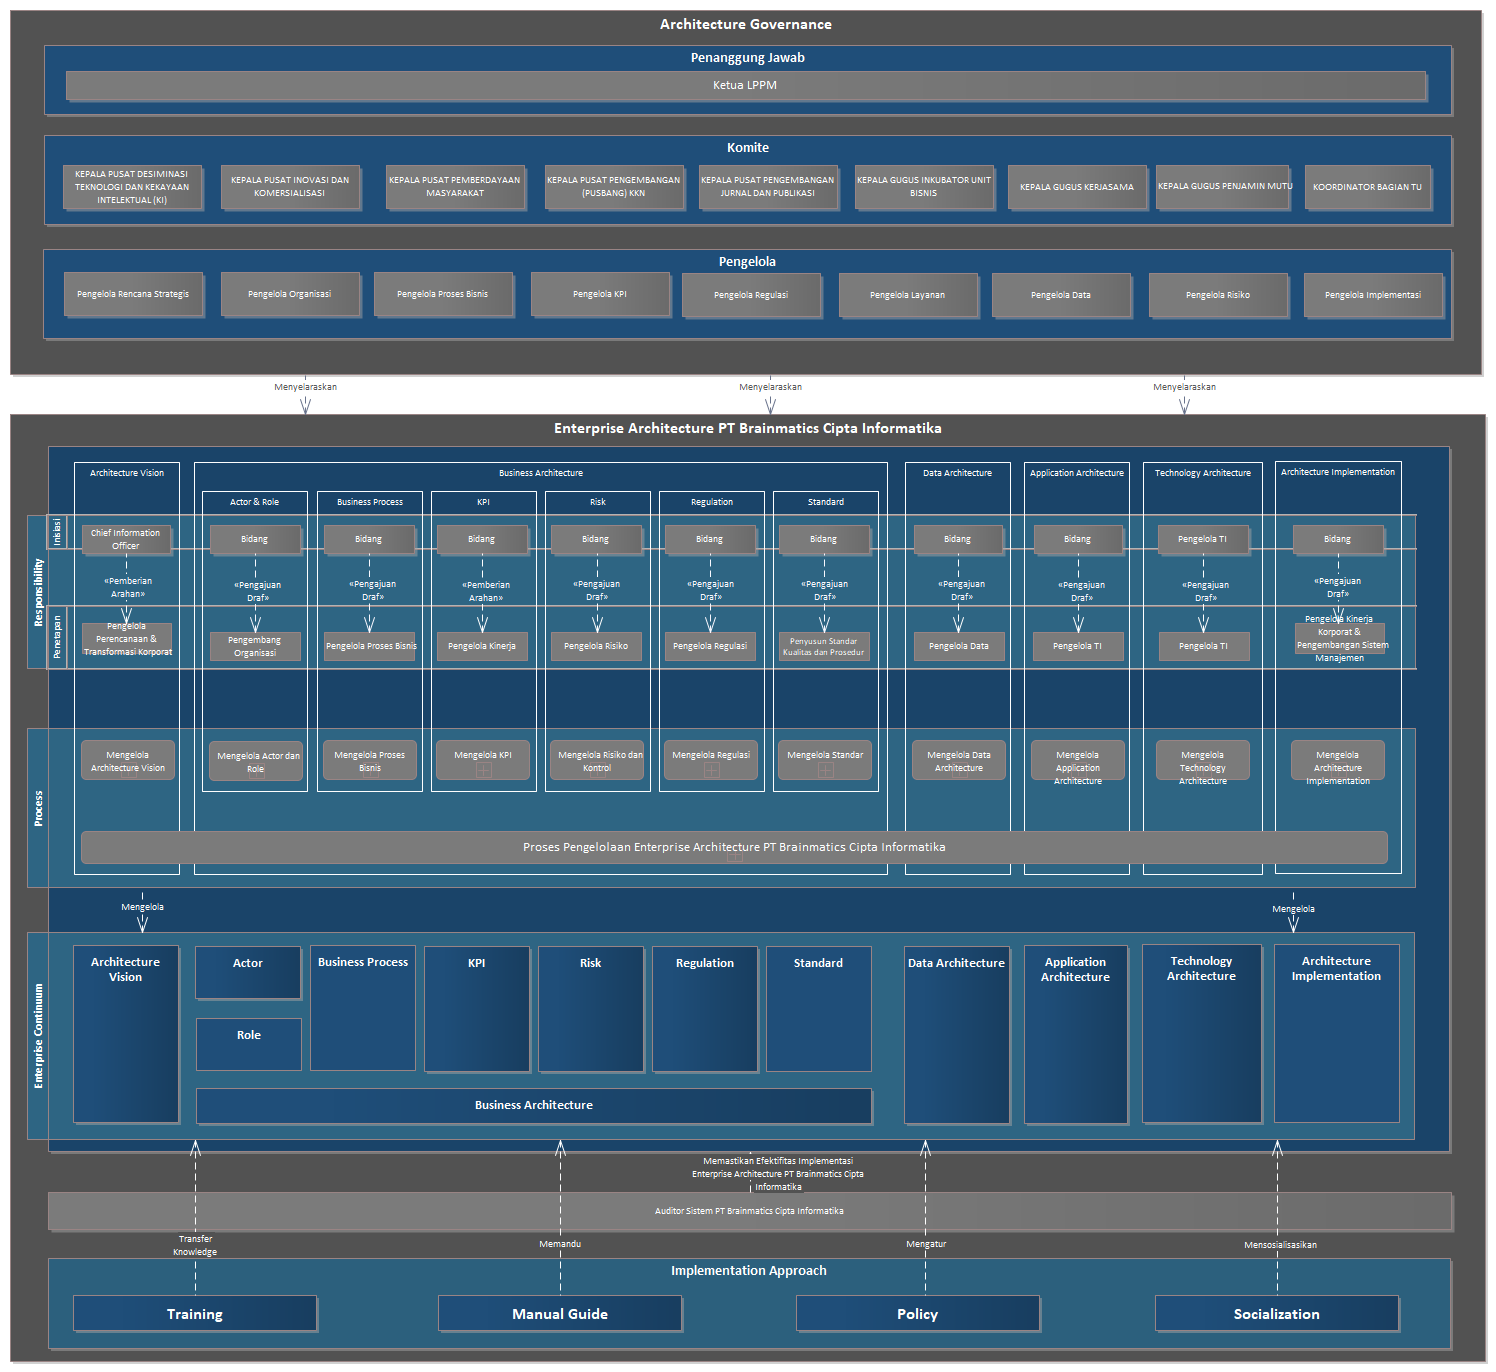 Architecture Governance
Penanggung Jawab
Ketua LPPM
Komite
KEPALA PUSAT DESIMINASI
TEKNOLOGI DAN KEKAYAAN
INTELEKTUAL (KI)
KEPALA PUSAT INOVASI DAN
KOMERSIALISASI
KEPALA PUSAT PEMBERDAYAAN
MASYARAKAT
KEPALA PUSAT PENGEMBANGAN
(PUSBANG) KKN
KEPALA PUSAT PENGEMBANGAN
JURNAL DAN PUBLIKASI
KEPALA GUGUS INKUBATOR UNIT
BISNIS
KEPALA GUGUS KERJASAMA
KEPALA GUGUS PENJAMIN MUTU
KOORDINATOR BAGIAN TU
Pengelola
Pengelola Rencana Strategis
Pengelola Organisasi
Pengelola Proses Bisnis
Pengelola KPI
Pengelola Regulasi
Pengelola Layanan
Pengelola Data
Pengelola Risiko
Pengelola Implementasi
Menyelaraskan
Menyelaraskan
Menyelaraskan
Enterprise Architecture PT Brainmatics Cipta Informatika
Architecture Vision
Business Architecture
Data Architecture
Application Architecture
Technology Architecture
Architecture Implementation
Actor & Role
Business Process
KPI
Risk
Regulation
Standard
Responsibility
Inisiasi
Chief Information
Officer
Bidang
Bidang
Bidang
Bidang
Bidang
Bidang
Bidang
Bidang
Pengelola TI
Bidang
«Pemberian
Arahan»
«Pengajuan
Draf»
«Pengajuan
Draf»
«Pemberian
Arahan»
«Pengajuan
Draf»
«Pengajuan
Draf»
«Pengajuan
Draf»
«Pengajuan
Draf»
«Pengajuan
Draf»
«Pengajuan
Draf»
«Pengajuan
Draf»
Penetapan
Pengelola
Perencanaan &
Transformasi Korporat
Pengembang
Organisasi
Pengelola Proses Bisnis
Pengelola Kinerja
Pengelola Risiko
Pengelola Regulasi
Penyusun Standar
Kualitas dan Prosedur
Pengelola Data
Pengelola TI
Pengelola TI
Pengelola Kinerja
Korporat &
Pengembangan Sistem
Manajemen
Process
Mengelola
Architecture Vision
Mengelola Actor dan
Role
Mengelola Proses
Bisnis
Mengelola KPI
Mengelola Risiko dan
Kontrol
Mengelola Regulasi
Mengelola Standar
Mengelola Data
Architecture
Mengelola
Application
Architecture
Mengelola
Technology
Architecture
Mengelola
Architecture
Implementation
Proses Pengelolaan Enterprise Architecture PT Brainmatics Cipta Informatika
Mengelola
Mengelola
Enterprise Continuum
Architecture
Vision
Actor
Role
Business Process
KPI
Risk
Regulation
Standard
Business Architecture
Data Architecture
Application
Architecture
Technology
Architecture
Architecture
Implementation
Memastikan Efektifitas Implementasi
Enterprise Architecture PT Brainmatics Cipta
Informatika
Auditor Sistem PT Brainmatics Cipta Informatika
Transfer
Knowledge
Memandu
Mengatur
Mensosialisasikan
Implementation Approach
Training
Manual Guide
Policy
Socialization